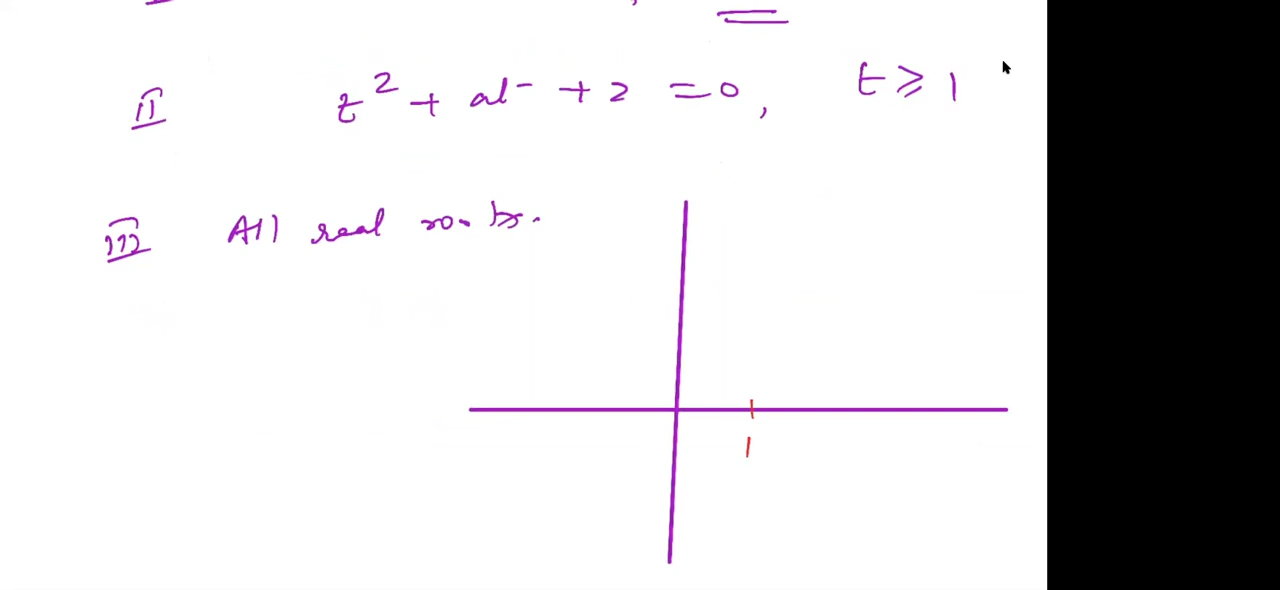 II t² + at + 2 = 0, t ≥ 1
III All real roots.
1